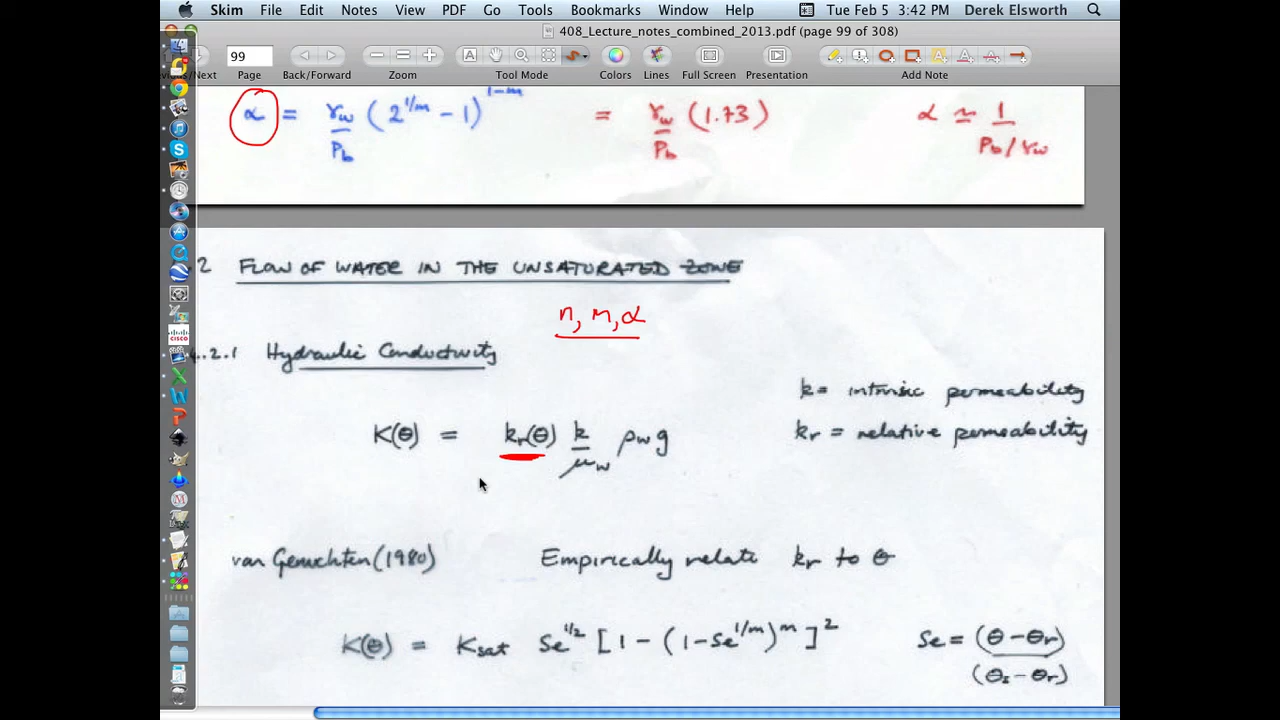 Skim File Edit Notes View PDF Go Tools Bookmarks Window Help Tue Feb 5 3:42 PM Derek Elsworth
408_Lecture_notes_combined_2013.pdf (page 99 of 308)
99
vious/Next Page Back/Forward Zoom Tool Mode Colors Lines Full Screen Presentation Add Note
α = γw/Pb (2^1/m - 1)^1-m = γw/Pb (1.73) α ≃ 1/Pb/γw
2 FLOW OF WATER IN THE UNSATURATED ZONE
n, m, α
.2.1 Hydraulic Conductivity
k = intrinsic permeability
K(θ) = kr(θ) k/μw ρw g kr = relative permeability
van Genuchten (1980) Empirically relate kr to θ
K(θ) = Ksat Se^1/2 [1 - (1 - Se^1/m)^m ]^2 Se = (θ - θr)/(θs - θr)